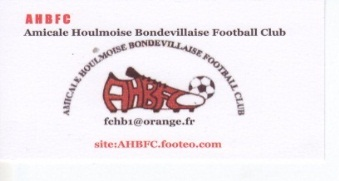 AHBFC
Amicale Houlmoise Bondevillaise Football Club
AMICALE HOULMOISE BONDEVILLAISE FOOTBALL CLUB
AHBFC
fchb1@orange.fr
site:AHBFC.footeo.com